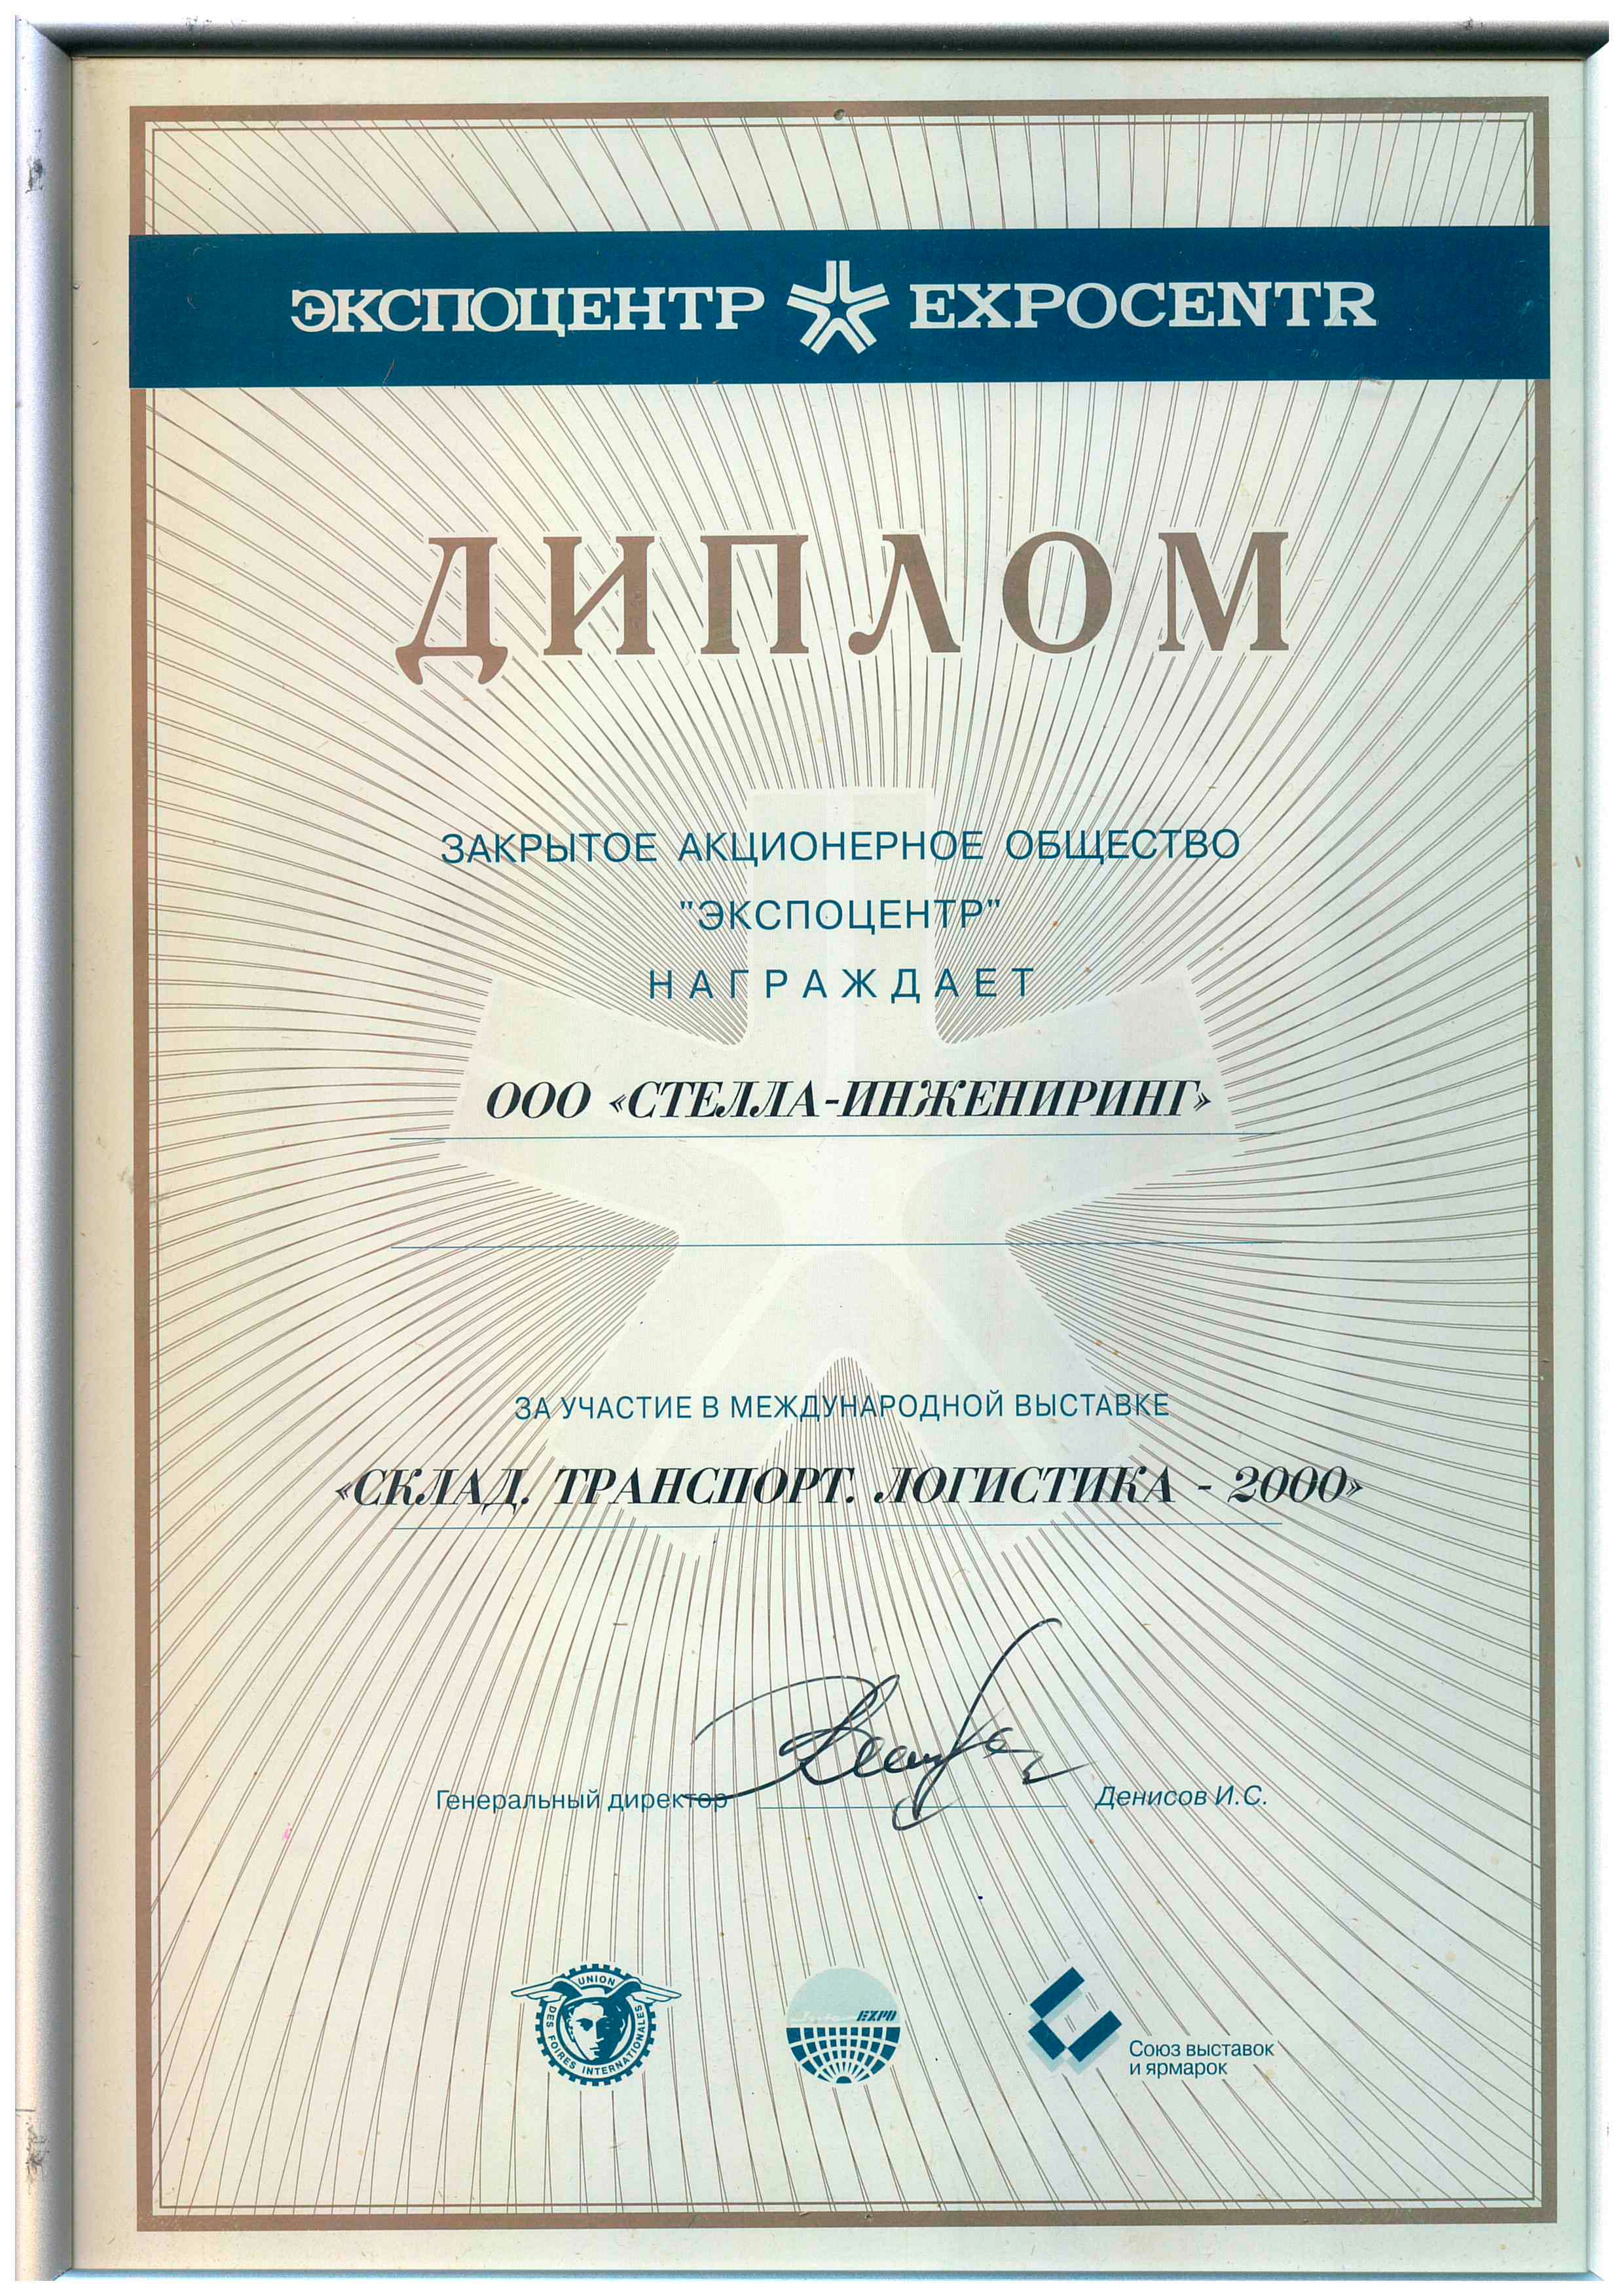 ЭКСПОЦЕНТР EXPOCENTR
ДИПЛОМ
ЗАКРЫТОЕ АКЦИОНЕРНОЕ ОБЩЕСТВО
"ЭКСПОЦЕНТР"
НАГРАЖДАЕТ
ООО «СТЕЛЛА-ИНЖЕНИРИНГ»
ЗА УЧАСТИЕ В МЕЖДУНАРОДНОЙ ВЫСТАВКЕ
«СКЛАД. ТРАНСПОРТ. ЛОГИСТИКА - 2000»
Генеральный директор Денисов И.С.
UNION
DES FOIRES INTERNATIONALES
EXPO
Союз выставок
и ярмарок